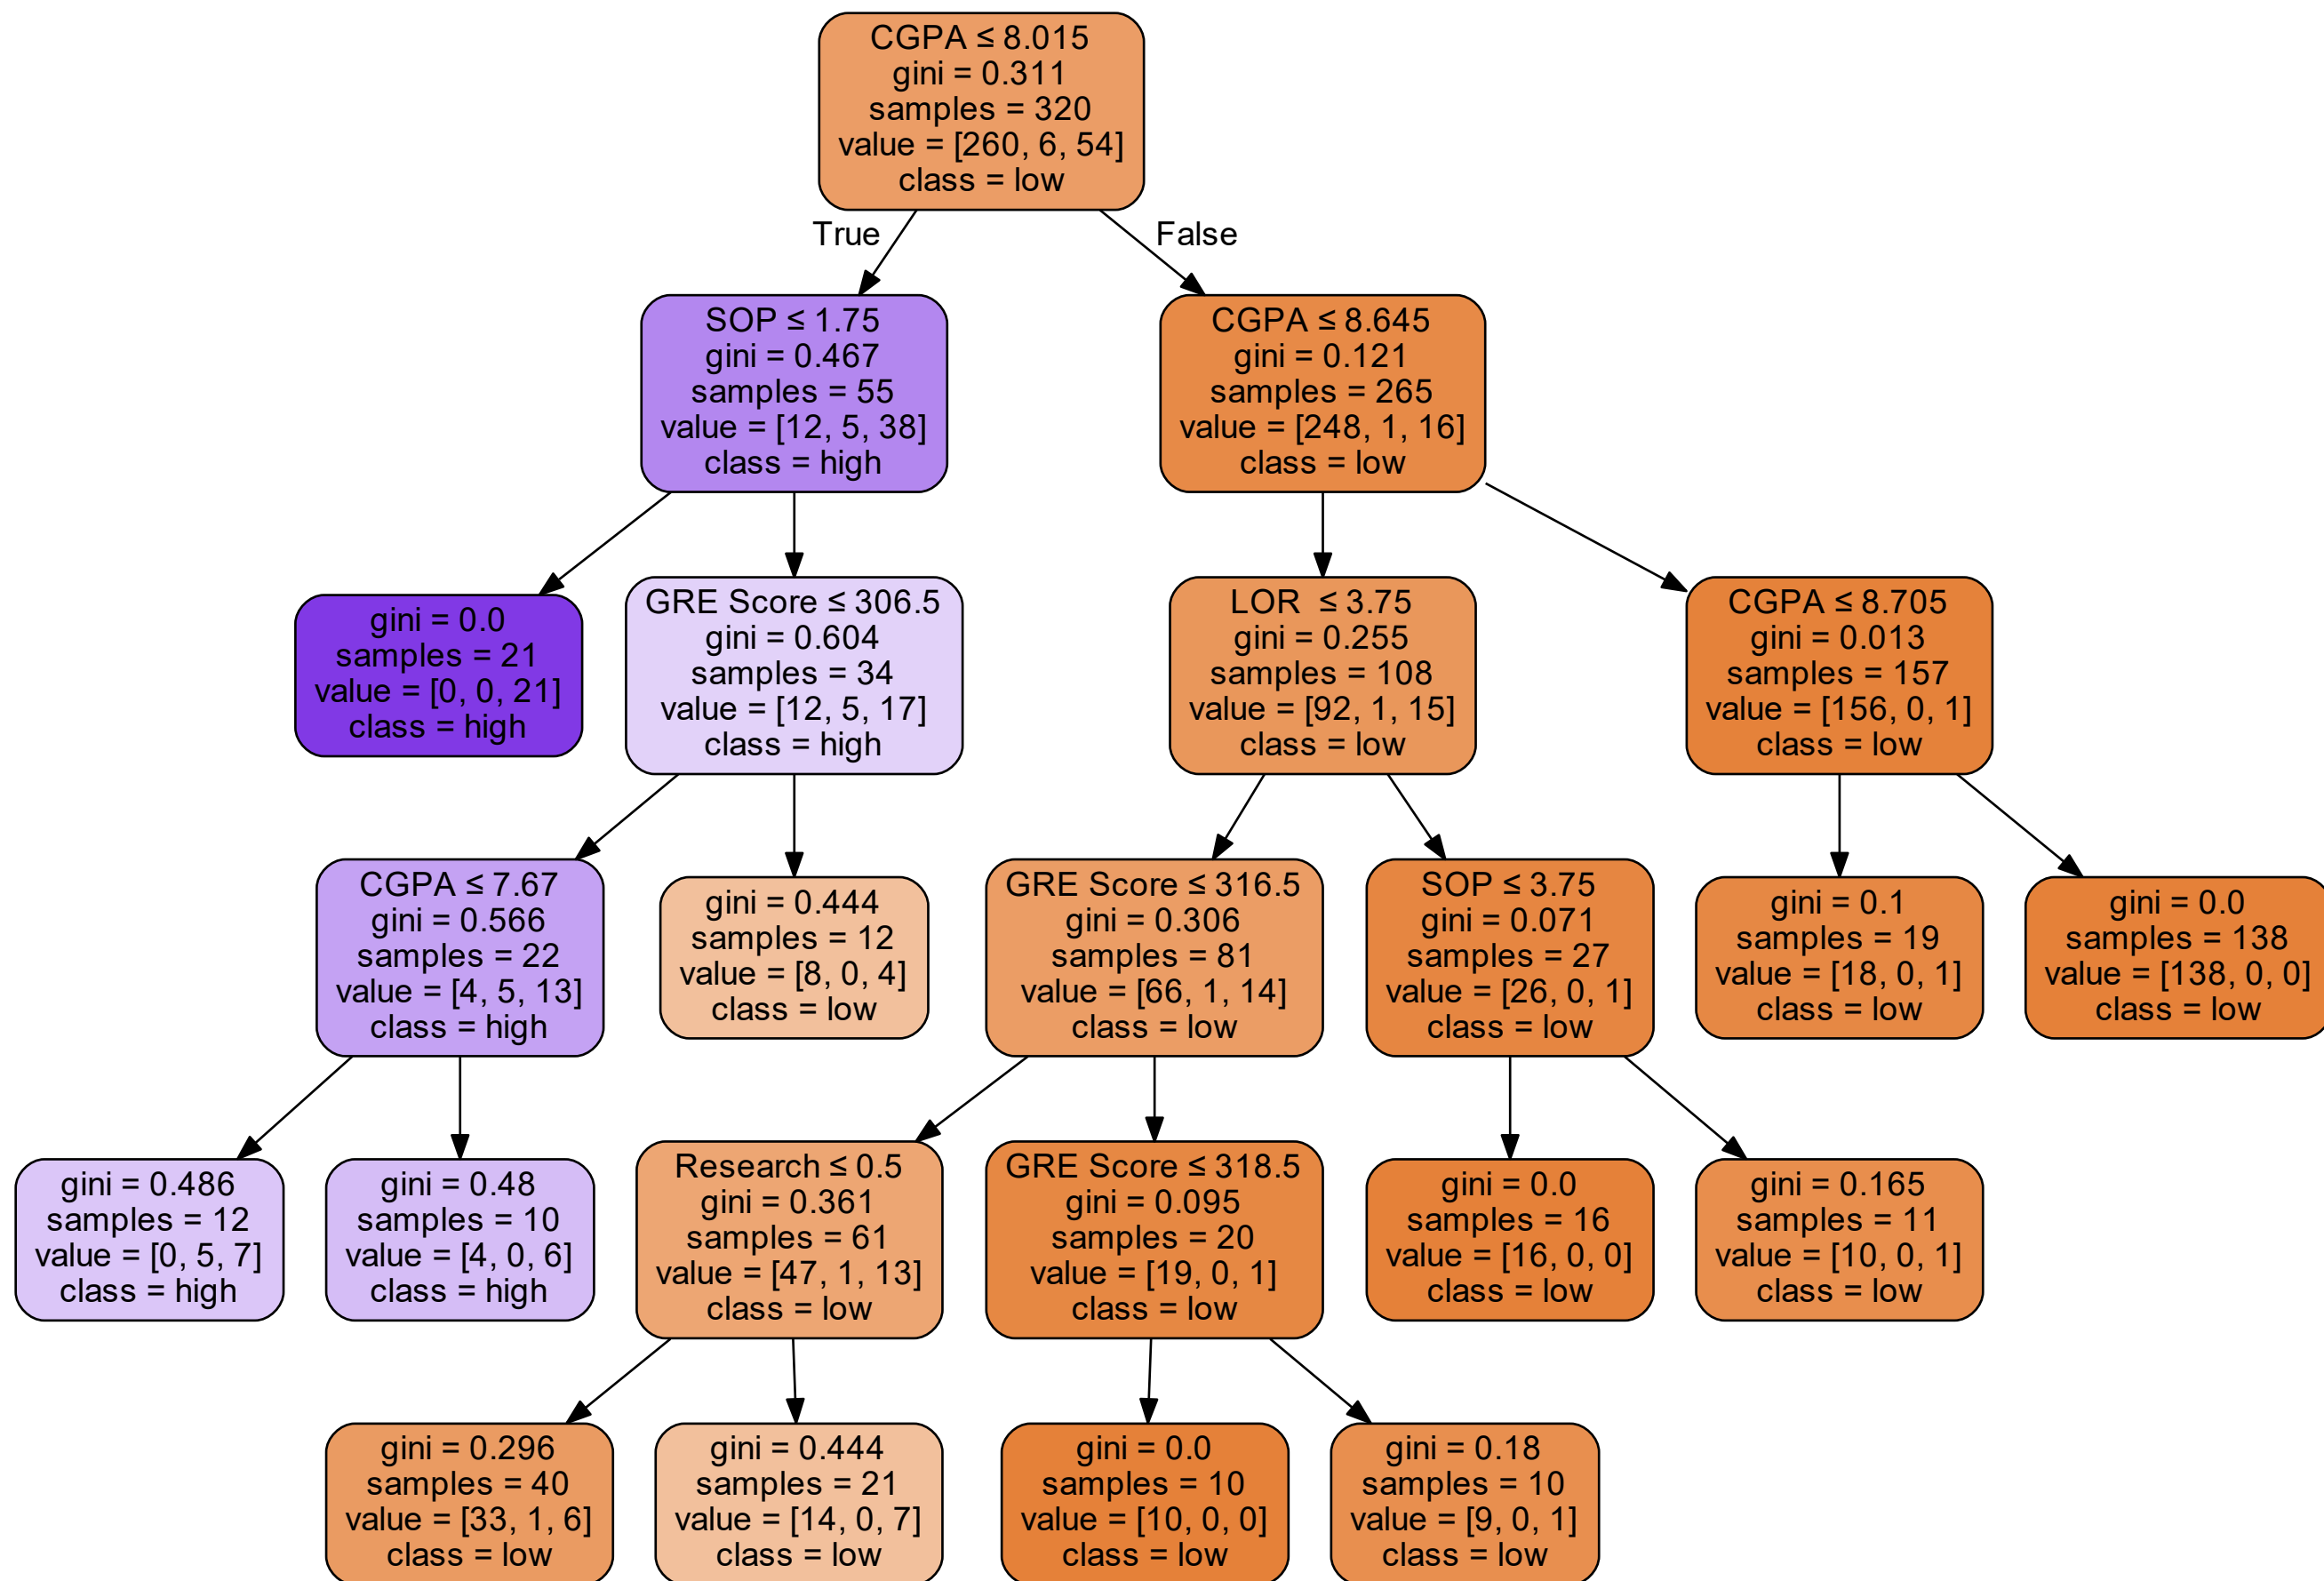 CGPA ≤ 8.015
gini = 0.311
samples = 320
value = [260, 6, 54]
class = low
True
False
SOP ≤ 1.75
gini = 0.467
samples = 55
value = [12, 5, 38]
class = high
CGPA ≤ 8.645
gini = 0.121
samples = 265
value = [248, 1, 16]
class = low
gini = 0.0
samples = 21
value = [0, 0, 21]
class = high
GRE Score ≤ 306.5
gini = 0.604
samples = 34
value = [12, 5, 17]
class = high
LOR  ≤ 3.75
gini = 0.255
samples = 108
value = [92, 1, 15]
class = low
CGPA ≤ 8.705
gini = 0.013
samples = 157
value = [156, 0, 1]
class = low
CGPA ≤ 7.67
gini = 0.566
samples = 22
value = [4, 5, 13]
class = high
gini = 0.444
samples = 12
value = [8, 0, 4]
class = low
GRE Score ≤ 316.5
gini = 0.306
samples = 81
value = [66, 1, 14]
class = low
SOP ≤ 3.75
gini = 0.071
samples = 27
value = [26, 0, 1]
class = low
gini = 0.1
samples = 19
value = [18, 0, 1]
class = low
gini = 0.0
samples = 138
value = [138, 0, 0]
class = low
gini = 0.486
samples = 12
value = [0, 5, 7]
class = high
gini = 0.48
samples = 10
value = [4, 0, 6]
class = high
Research ≤ 0.5
gini = 0.361
samples = 61
value = [47, 1, 13]
class = low
GRE Score ≤ 318.5
gini = 0.095
samples = 20
value = [19, 0, 1]
class = low
gini = 0.0
samples = 16
value = [16, 0, 0]
class = low
gini = 0.165
samples = 11
value = [10, 0, 1]
class = low
gini = 0.296
samples = 40
value = [33, 1, 6]
class = low
gini = 0.444
samples = 21
value = [14, 0, 7]
class = low
gini = 0.0
samples = 10
value = [10, 0, 0]
class = low
gini = 0.18
samples = 10
value = [9, 0, 1]
class = low